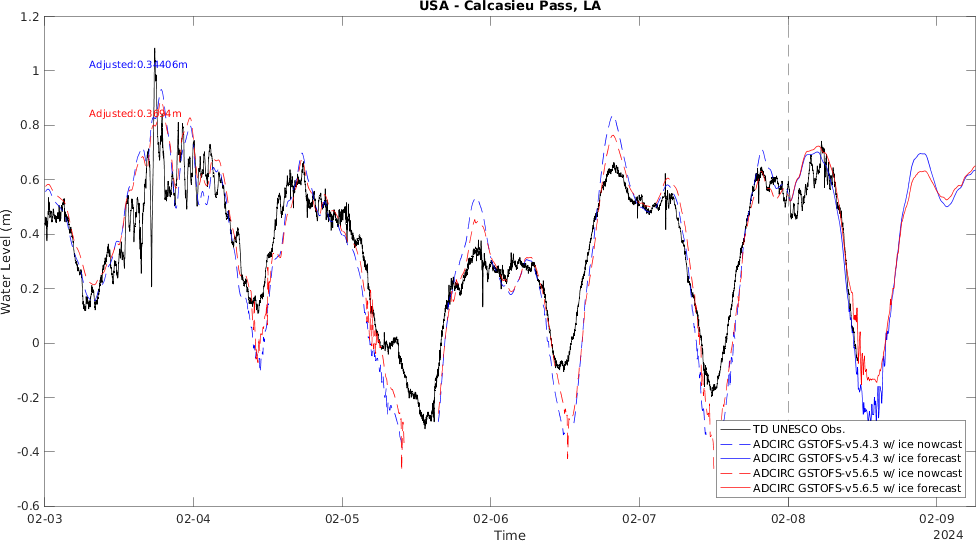 USA - Calcasieu Pass, LA
1.2
1
0.8
0.6
0.4
0.2
0
-0.2
-0.4
-0.6
Water Level (m)
Adjusted:0.34406m
Adjusted:0.3694m
TD UNESCO Obs.
ADCIRC GSTOFS-v5.4.3 w/ ice nowcast
ADCIRC GSTOFS-v5.4.3 w/ ice forecast
ADCIRC GSTOFS-v5.6.5 w/ ice nowcast
ADCIRC GSTOFS-v5.6.5 w/ ice forecast
02-03 02-04 02-05 02-06 02-07 02-08 02-09
Time
2024